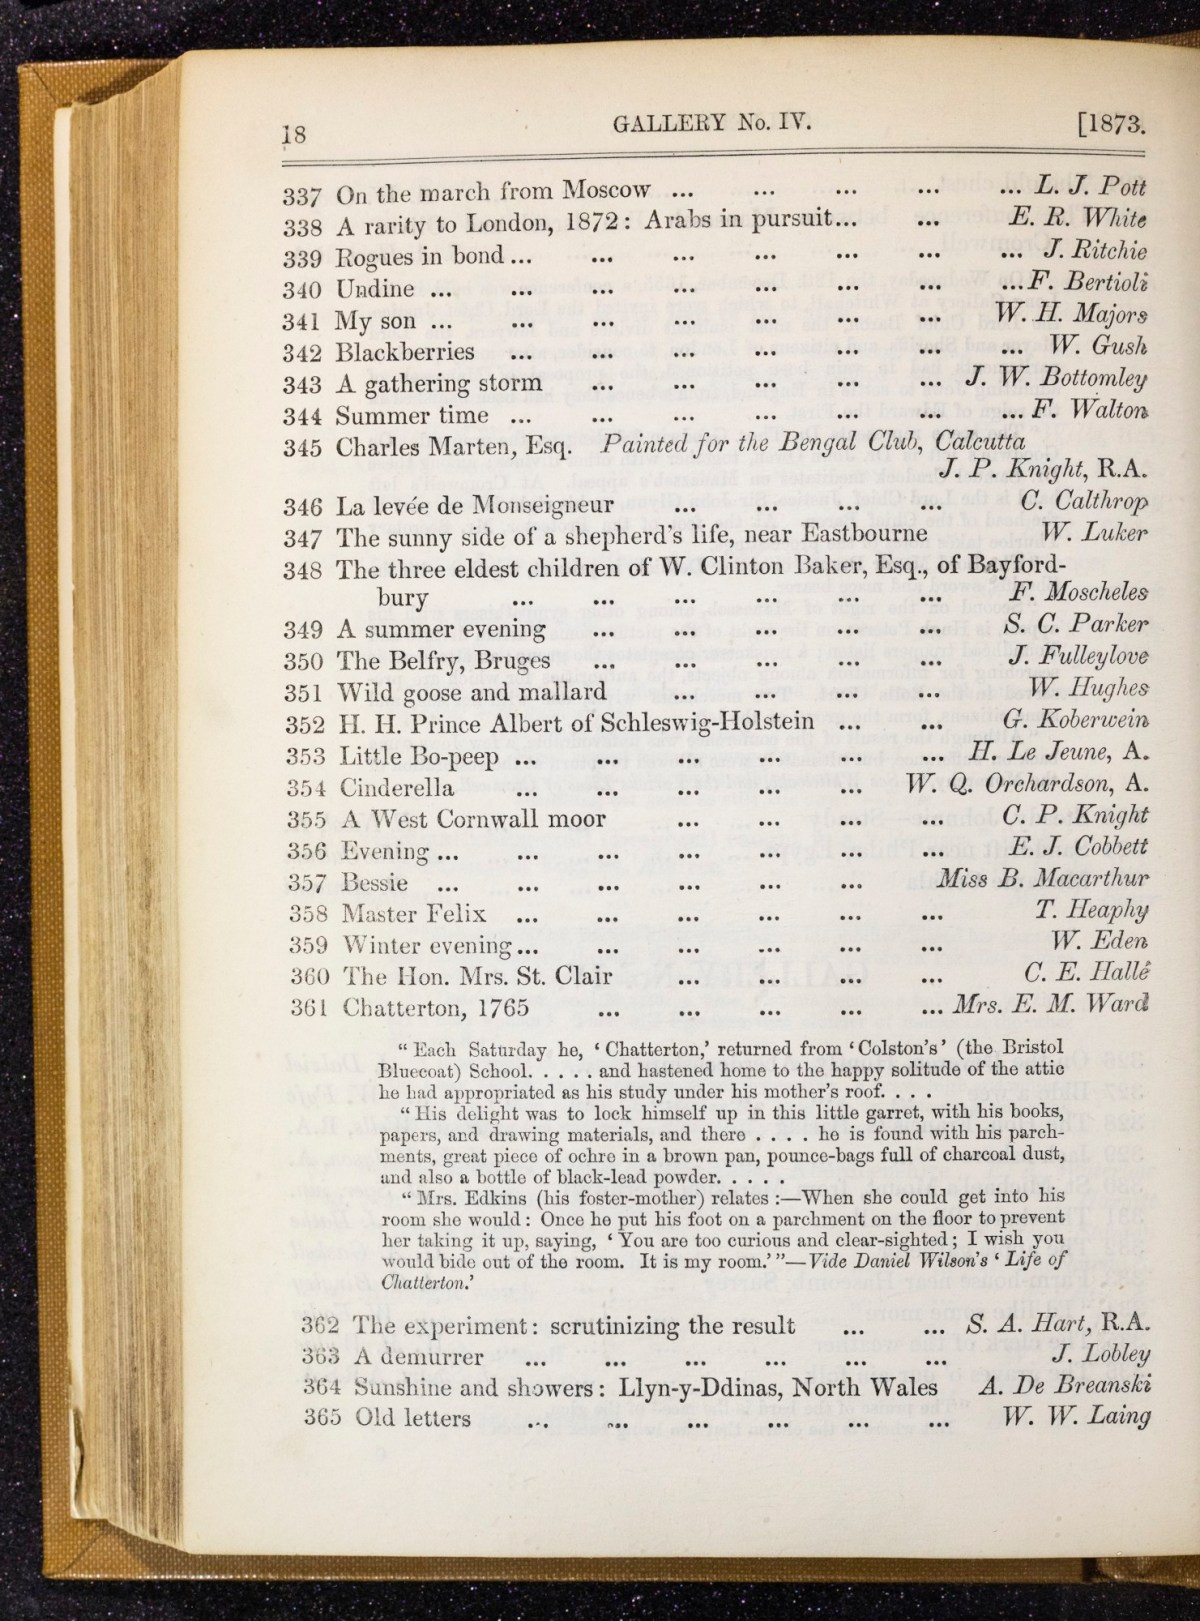 18 GALLERY No. IV. [1873.
337 On the march from Moscow ... ... ... ... ... L. J. Pott
338 A rarity to London, 1872: Arabs in pursuit... ... E. R. White
339 Rogues in bond ... ... ... ... ... ... ... J. Ritchie
340 Undine ... ... ... ... ... ... ... ... F. Bertioli
341 My son ... ... ... ... ... ... ... W. H. Majors
342 Blackberries ... ... ... ... ... ... ... W. Gush
343 A gathering storm ... ... ... ... ... J. W. Bottomley
344 Summer time ... ... ... ... ... ... ... F. Walton
345 Charles Marten, Esq. Painted for the Bengal Club, Calcutta
J. P. Knight, R.A.
346 La levée de Monseigneur ... ... ... ... C. Calthrop
347 The sunny side of a shepherd's life, near Eastbourne W. Luker
348 The three eldest children of W. Clinton Baker, Esq., of Bayford-
bury ... ... ... ... ... ... F. Moscheles
349 A summer evening ... ... ... ... ... S. C. Parker
350 The Belfry, Bruges ... ... ... ... ... J. Fulleylove
351 Wild goose and mallard ... ... ... ... W. Hughes
352 H. H. Prince Albert of Schleswig-Holstein ... ... G. Koberwein
353 Little Bo-peep ... ... ... ... ... ... H. Le Jeune, A.
354 Cinderella ... ... ... ... ... W. Q. Orchardson, A.
355 A West Cornwall moor ... ... ... ... C. P. Knight
356 Evening ... ... ... ... ... ... ... E. J. Cobbett
357 Bessie ... ... ... ... ... ... Miss B. Macarthur
358 Master Felix ... ... ... ... ... ... T. Heaphy
359 Winter evening ... ... ... ... ... ... W. Eden
360 The Hon. Mrs. St. Clair ... ... ... ... C. E. Hallê
361 Chatterton, 1765 ... ... ... ... ... Mrs. E. M. Ward
“Each Saturday he, ‘Chatterton,’ returned from ‘Colston's’ (the Bristol
Bluecoat) School. . . . . and hastened home to the happy solitude of the attic
he had appropriated as his study under his mother's roof. . . .
“His delight was to lock himself up in this little garret, with his books,
papers, and drawing materials, and there . . . . he is found with his parch-
ments, great piece of ochre in a brown pan, pounce-bags full of charcoal dust,
and also a bottle of black-lead powder. . . . .
“Mrs. Edkins (his foster-mother) relates :—When she could get into his
room she would : Once he put his foot on a parchment on the floor to prevent
her taking it up, saying, ‘You are too curious and clear-sighted; I wish you
would bide out of the room. It is my room.’”—Vide Daniel Wilson's ‘Life of
Chatterton.’
362 The experiment: scrutinizing the result ... ... S. A. Hart, R.A.
363 A demurrer ... ... ... ... ... ... J. Lobley
364 Sunshine and showers: Llyn-y-Ddinas, North Wales A. De Breanski
365 Old letters ... ... ... ... ... ... W. W. Laing